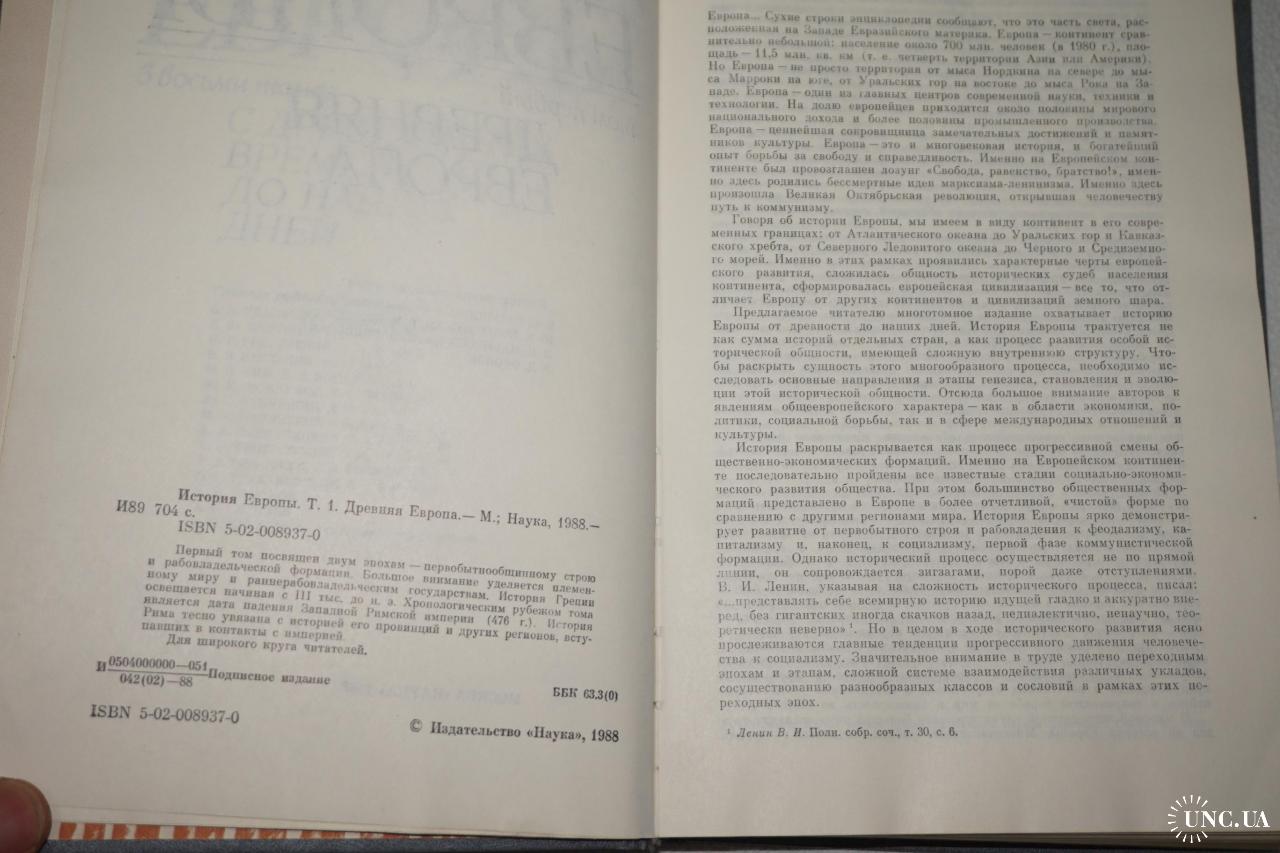 История Европы. Т. 1. Древняя Европа.— М.; Наука, 1988.—
И89 704 с.
ISBN 5-02-008937-0
Первый том посвящен двум эпохам — первобытнообщинному строю
и рабовладельческой формации. Большое внимание уделяется племен-
ному миру и раннерабовладельческим государствам. История Греции
освещается начиная с III тыс. до н. э. Хронологическим рубежом тома
является дата падения Западной Римской империи (476 г.). История
Рима тесно увязана с историей его провинций и других регионов, всту-
павших в контакты с империей.
Для широкого круга читателей.
И 0504000000—051 Подписное издание
042(02)—88
ББК 63.3(0)
ISBN 5-02-008937-0
© Издательство «Наука», 1988
Европа... Сухие строки энциклопедии сообщают, что это часть света, рас-
положенная на Западе Евразийского материка. Европа — континент срав-
нительно небольшой: население около 700 млн. человек (в 1980 г.), пло-
щадь — 11,5 млн. кв. км (т. е. четверть территории Азии или Америки).
Но Европа — не просто территория от мыса Нордкина на севере до мы-
са Марроки на юге, от Уральских гор на востоке до мыса Рока на За-
паде. Европа — один из главных центров современной науки, техники и
технологии. На долю европейцев приходится около половины мирового
национального дохода и более половины промышленного производства.
Европа — ценнейшая сокровищница замечательных достижений и памят-
ников культуры. Европа — это и многовековая история, и богатейший
опыт борьбы за свободу и справедливость. Именно на Европейском кон-
тиненте был провозглашен лозунг «Свобода, равенство, братство!», имен-
но здесь родились бессмертные идеи марксизма-ленинизма. Именно здесь
произошла Великая Октябрьская революция, открывшая человечеству
путь к коммунизму.
Говоря об истории Европы, мы имеем в виду континент в его совре-
менных границах: от Атлантического океана до Уральских гор и Кавказ-
ского хребта, от Северного Ледовитого океана до Черного и Средиземно-
го морей. Именно в этих рамках проявились характерные черты европей-
ского развития, сложилась общность исторических судеб населения
континента, сформировалась европейская цивилизация — все то, что от-
личает Европу от других континентов и цивилизаций земного шара.
Предлагаемое читателю многотомное издание охватывает историю
Европы от древности до наших дней. История Европы трактуется не
как сумма историй отдельных стран, а как процесс развития особой ис-
торической общности, имеющей сложную внутреннюю структуру. Что-
бы раскрыть сущность этого многообразного процесса, необходимо ис-
следовать основные направления и этапы генезиса, становления и эволю-
ции этой исторической общности. Отсюда большое внимание авторов к
явлениям общеевропейского характера — как в области экономики, по-
литики, социальной борьбы, так и в сфере международных отношений и
культуры.
История Европы раскрывается как процесс прогрессивной смены об-
щественно-экономических формаций. Именно на Европейском континен-
те последовательно пройдены все известные стадии социально-экономи-
ческого развития общества. При этом большинство общественных фор-
маций представлено в Европе в более отчетливой, «чистой» форме по
сравнению с другими регионами мира. История Европы ярко демонстри-
рует развитие от первобытного строя и рабовладения к феодализму, ка-
питализму и, наконец, к социализму, первой фазе коммунистической
формации. Однако исторический процесс осуществляется не по прямой
линии, он сопровождается зигзагами, порой даже отступлениями.
В. И. Ленин, указывая на сложность исторического процесса, писал:
«...представлять себе всемирную историю идущей гладко и аккуратно впе-
ред, без гигантских иногда скачков назад, недиалектично, ненаучно, тео-
ретически неверно» ¹. Но в целом в ходе исторического развития ясно
прослеживаются главные тенденции прогрессивного движения человече-
ства к социализму. Значительное внимание в труде уделено переходным
эпохам и этапам, сложной системе взаимодействия различных укладов,
сосуществованию разнообразных классов и сословий в рамках этих пе-
реходных эпох.
¹ Ленин В. И. Полн. собр. соч., т. 30, с. 6.
UNC.UA